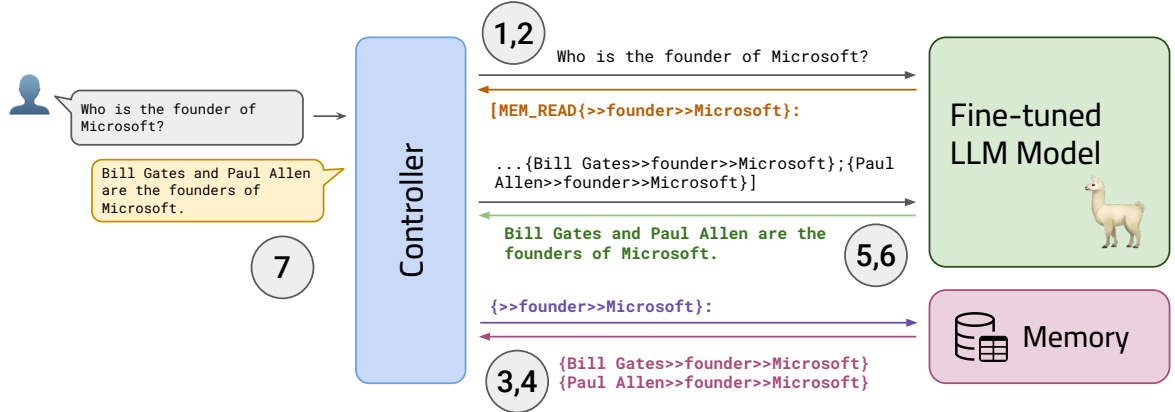 1,2
Who is the founder of Microsoft?
Who is the founder of
Microsoft?
[MEM_READ{>>founder>>Microsoft}:
Fine-tuned
LLM Model
Bill Gates and Paul Allen
are the founders of
Microsoft.
Controller
...{Bill Gates>>founder>>Microsoft};{Paul
Allen>>founder>>Microsoft}]
Bill Gates and Paul Allen are the
founders of Microsoft.
5,6
7
{>>founder>>Microsoft}:
Memory
3,4
{Bill Gates>>founder>>Microsoft}
{Paul Allen>>founder>>Microsoft}